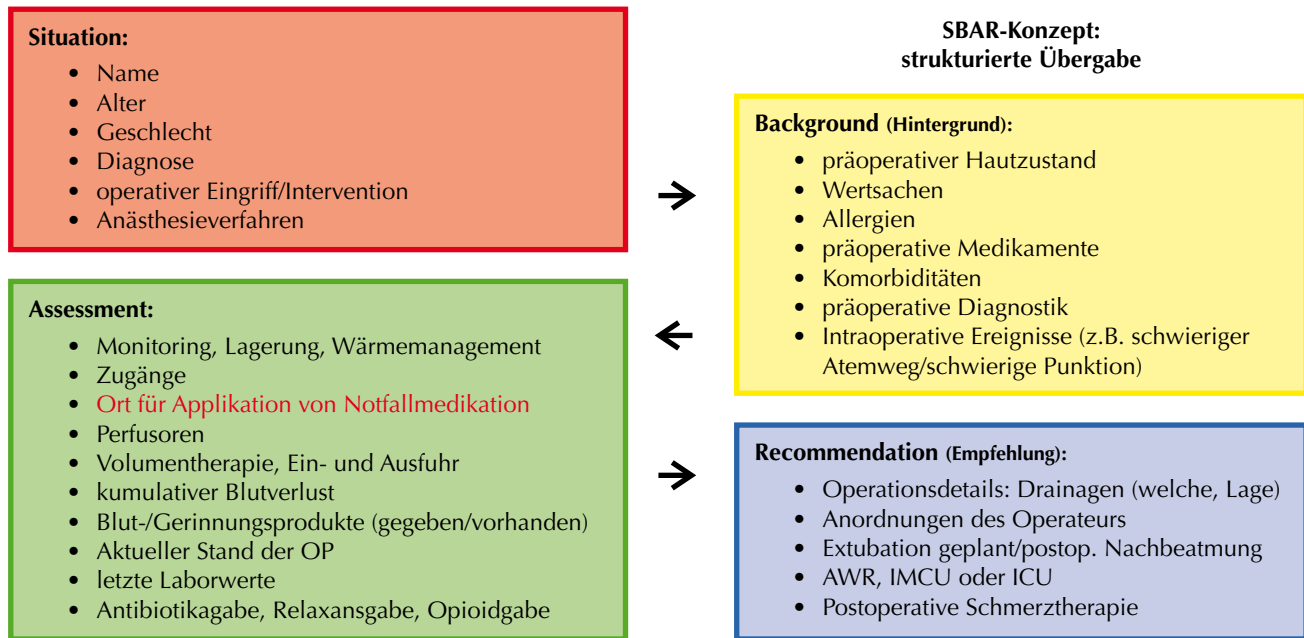 SBAR-Konzept:
strukturierte Übergabe
Situation:
• Name
• Alter
• Geschlecht
• Diagnose
• operativer Eingriff/Intervention
• Anästhesieverfahren
Background (Hintergrund):
• präoperativer Hautzustand
• Wertsachen
• Allergien
• präoperative Medikamente
• Komorbiditäten
• präoperative Diagnostik
• Intraoperative Ereignisse (z.B. schwieriger
Atemweg/schwierige Punktion)
Assessment:
• Monitoring, Lagerung, Wärmemanagement
• Zugänge
• Ort für Applikation von Notfallmedikation
• Perfusoren
• Volumentherapie, Ein- und Ausfuhr
• kumulativer Blutverlust
• Blut-/Gerinnungsprodukte (gegeben/vorhanden)
• Aktueller Stand der OP
• letzte Laborwerte
• Antibiotikagabe, Relaxansgabe, Opioidgabe
Recommendation (Empfehlung):
• Operationsdetails: Drainagen (welche, Lage)
• Anordnungen des Operateurs
• Extubation geplant/postop. Nachbeatmung
• AWR, IMCU oder ICU
• Postoperative Schmerztherapie